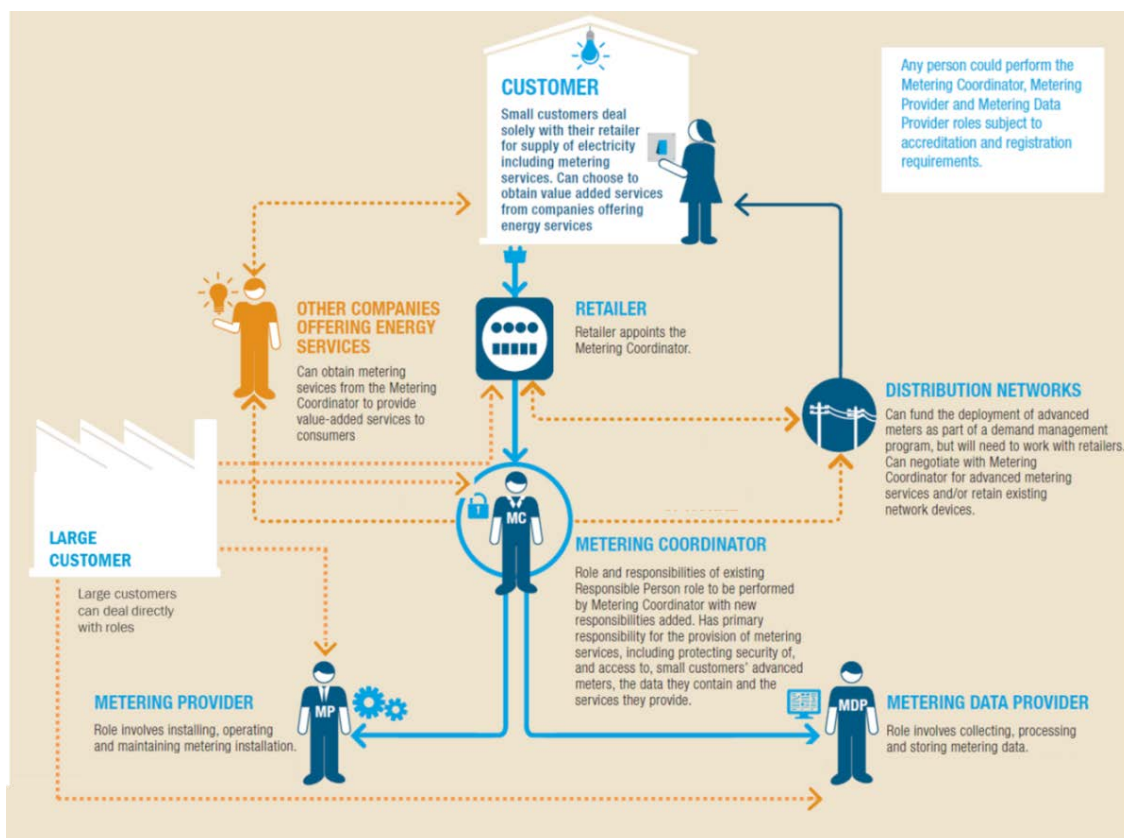 CUSTOMER
Small customers deal
solely with their retailer
for supply of electricity
including metering
services. Can choose to
obtain value added services
from companies offering
energy services
Any person could perform the
Metering Coordinator, Metering
Provider and Metering Data
Provider roles subject to
accreditation and registration
requirements.
OTHER COMPANIES
OFFERING ENERGY
SERVICES
Can obtain metering
sevices from the Metering
Coordinator to provide
value-added services to
consumers
RETAILER
Retailer appoints the
Metering Coordinator.
DISTRIBUTION NETWORKS
Can fund the deployment of advanced
meters as part of a demand management
program, but will need to work with retailers.
Can negotiate with Metering
Coordinator for advanced metering
services and/or retain existing
network devices.
LARGE
CUSTOMER
Large customers
can deal directly
with roles
MC
METERING COORDINATOR
Role and responsibilities of existing
Responsible Person role to be performed
by Metering Coordinator with new
responsibilities added. Has primary
responsibility for the provision of metering
services, including protecting security of,
and access to, small customers' advanced
meters, the data they contain and the
services they provide.
METERING PROVIDER
Role involves installing, operating
and maintaining metering installation.
MP
MDP
METERING DATA PROVIDER
Role involves collecting, processing
and storing metering data.